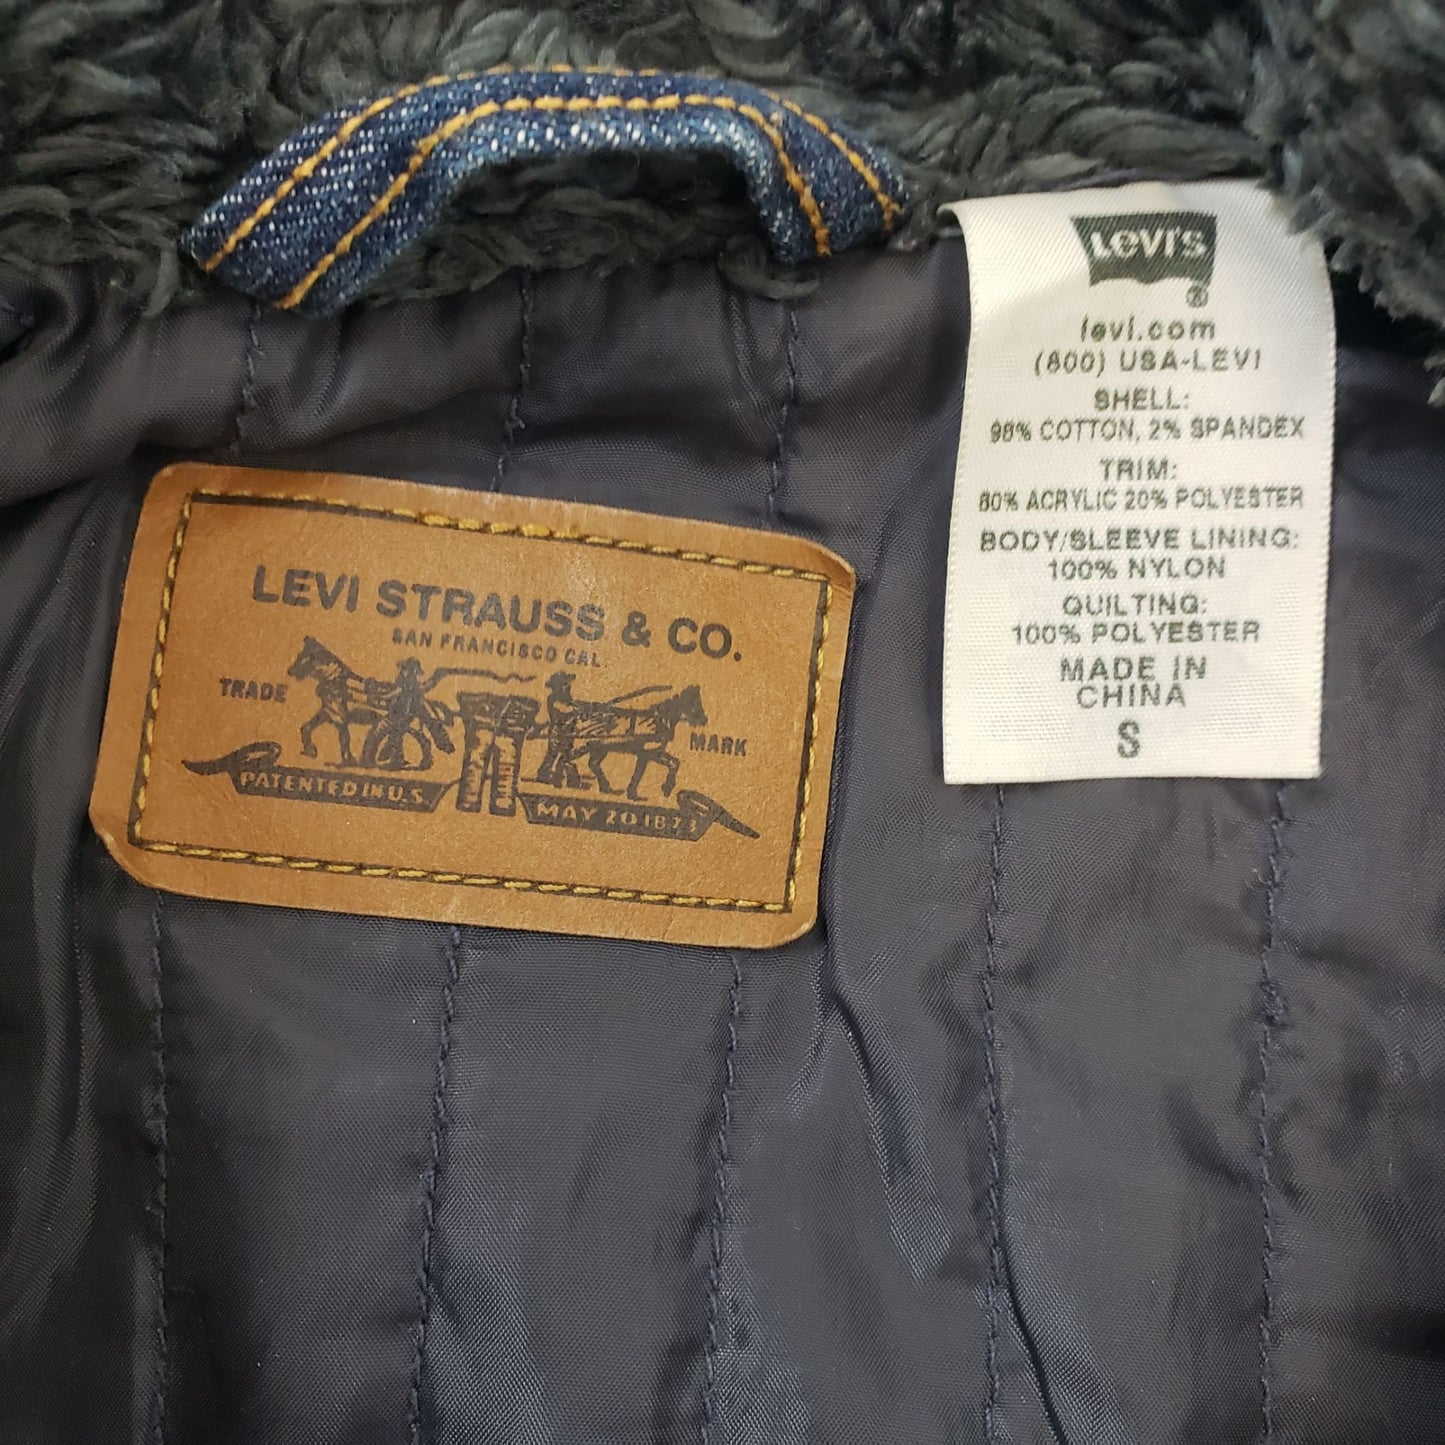 LEVI STRAUSS & CO.
SAN FRANCISCO CAL.
TRADE MARK
PATENTED IN U.S. MAY 20 1873
LEVI'S
®
levi.com
(800) USA-LEVI
SHELL:
98% COTTON, 2% SPANDEX
TRIM:
80% ACRYLIC 20% POLYESTER
BODY/SLEEVE LINING:
100% NYLON
QUILTING:
100% POLYESTER
MADE IN
CHINA
S